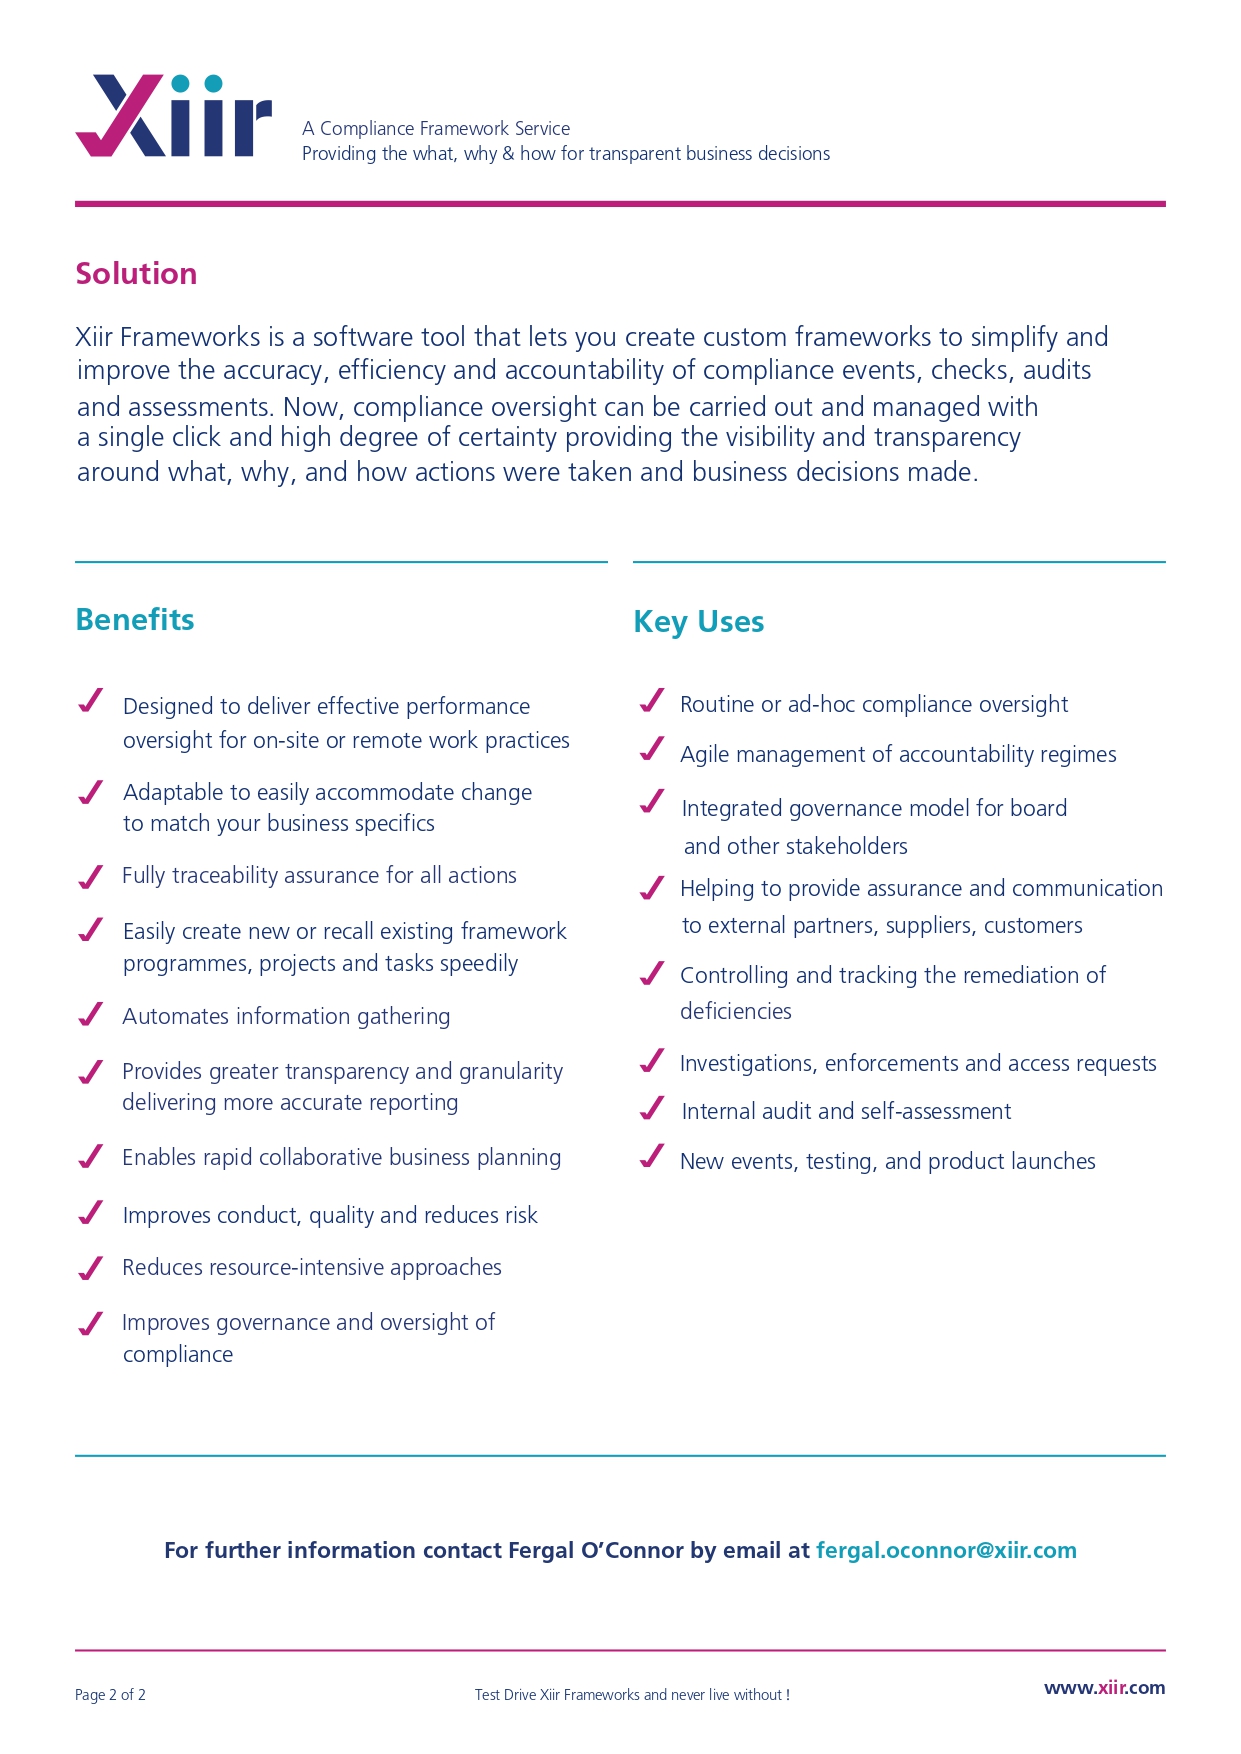 Xiir
A Compliance Framework Service
Providing the what, why & how for transparent business decisions
Solution
Xiir Frameworks is a software tool that lets you create custom frameworks to simplify and
improve the accuracy, efficiency and accountability of compliance events, checks, audits
and assessments. Now, compliance oversight can be carried out and managed with
a single click and high degree of certainty providing the visibility and transparency
around what, why, and how actions were taken and business decisions made.
Benefits
Designed to deliver effective performance
oversight for on-site or remote work practices
Adaptable to easily accommodate change
to match your business specifics
Fully traceability assurance for all actions
Easily create new or recall existing framework
programmes, projects and tasks speedily
Automates information gathering
Provides greater transparency and granularity
delivering more accurate reporting
Enables rapid collaborative business planning
Improves conduct, quality and reduces risk
Reduces resource-intensive approaches
Improves governance and oversight of
compliance
Key Uses
Routine or ad-hoc compliance oversight
Agile management of accountability regimes
Integrated governance model for board
and other stakeholders
Helping to provide assurance and communication
to external partners, suppliers, customers
Controlling and tracking the remediation of
deficiencies
Investigations, enforcements and access requests
Internal audit and self-assessment
New events, testing, and product launches
For further information contact Fergal O’Connor by email at fergal.oconnor@xiir.com
Page 2 of 2
Test Drive Xiir Frameworks and never live without !
www.xiir.com